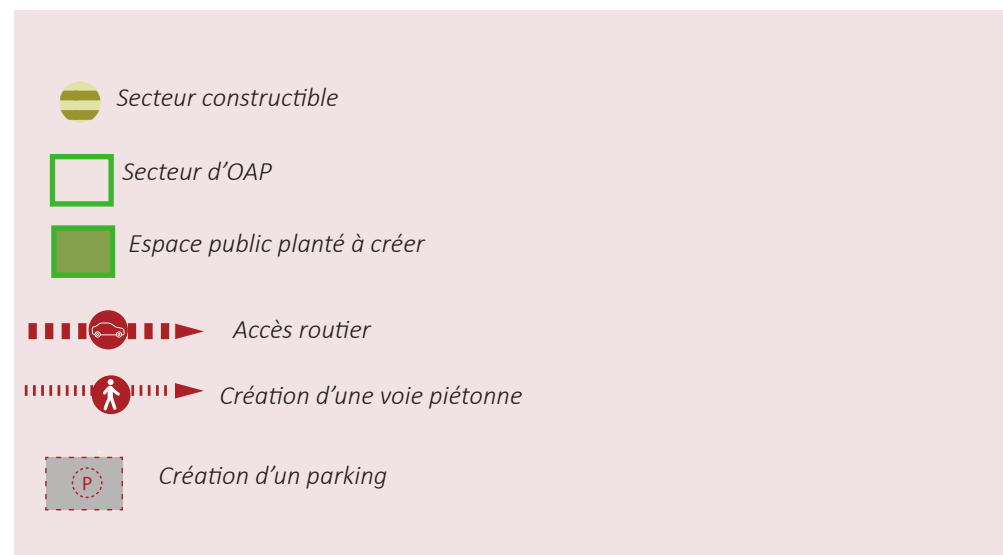 Secteur constructible
Secteur d’OAP
Espace public planté à créer
Accès routier
Création d’une voie piétonne
P
Création d’un parking